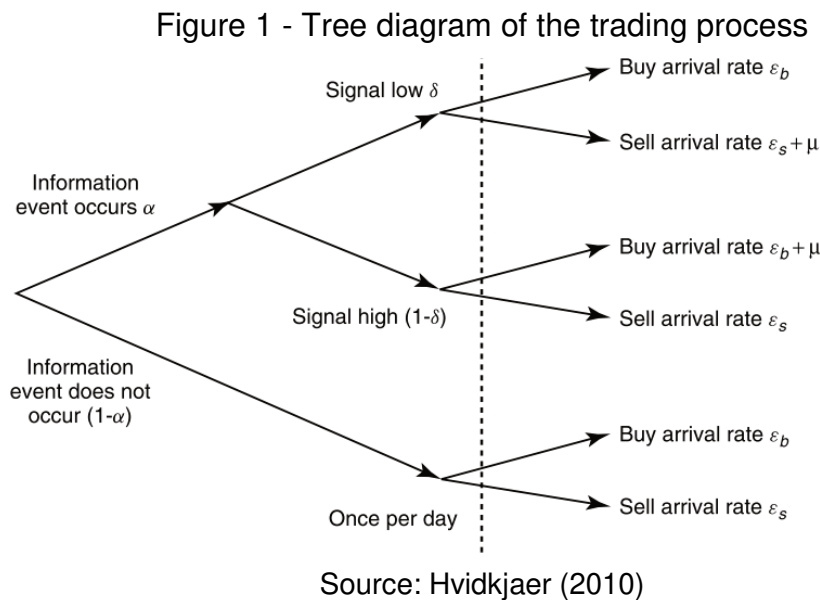 Figure 1 - Tree diagram of the trading process
Signal low δ
Buy arrival rate εb
Sell arrival rate εs + μ
Information
event occurs α
Buy arrival rate εb + μ
Signal high (1-δ)
Sell arrival rate εs
Information
event does not
occur (1-α)
Buy arrival rate εb
Sell arrival rate εs
Once per day
Source: Hvidkjaer (2010)